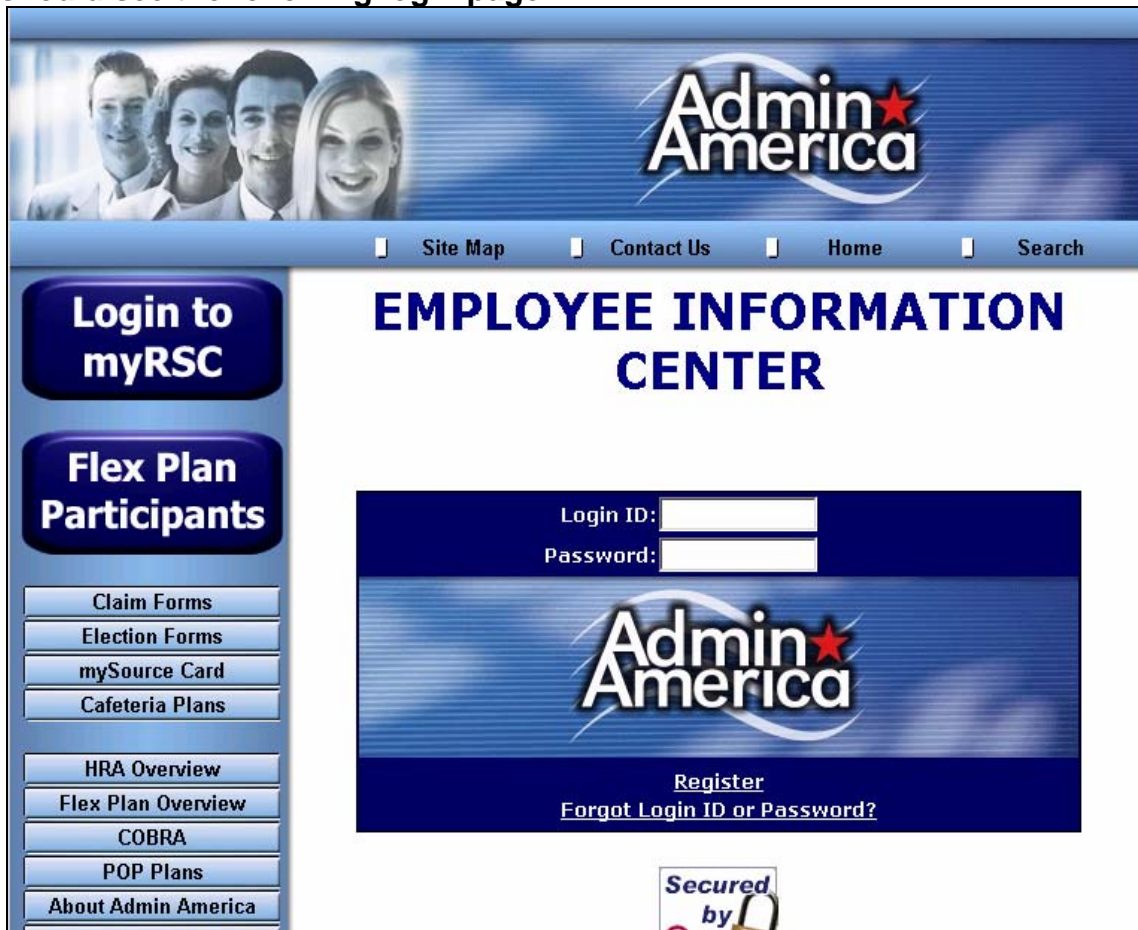 Admin
America
Site Map Contact Us Home Search
Login to
myRSC
Flex Plan
Participants
Claim Forms
Election Forms
mySource Card
Cafeteria Plans
HRA Overview
Flex Plan Overview
COBRA
POP Plans
About Admin America
EMPLOYEE INFORMATION
CENTER
Login ID:
Password:
Admin
America
Register
Forgot Login ID or Password?
Secured
by